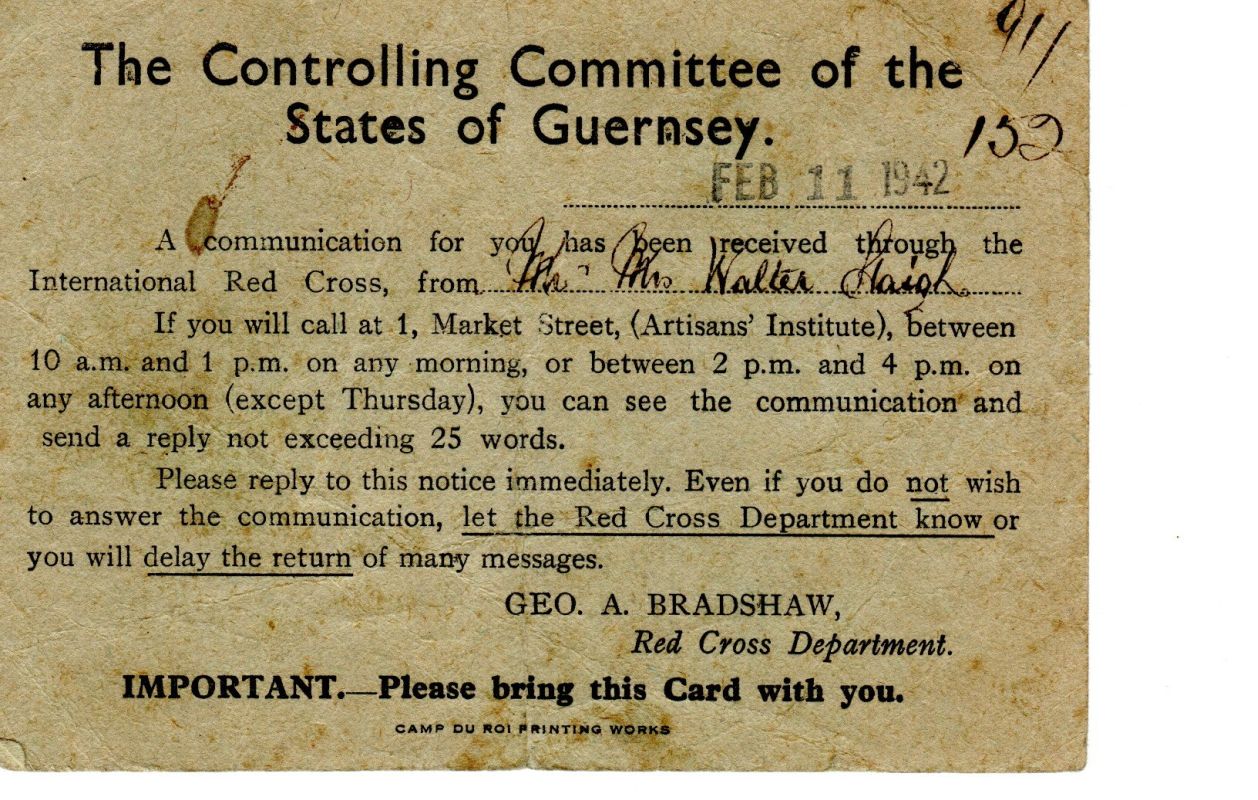 911
The Controlling Committee of the
States of Guernsey.
152
FEB 11 1942
A communication for you has been received through the
International Red Cross, from Mr & Mrs Walter Haigh
If you will call at 1, Market Street, (Artisans' Institute), between
10 a.m. and 1 p.m. on any morning, or between 2 p.m. and 4 p.m. on
any afternoon (except Thursday), you can see the communication and
send a reply not exceeding 25 words.
Please reply to this notice immediately. Even if you do not wish
to answer the communication, let the Red Cross Department know or
you will delay the return of many messages.
GEO. A. BRADSHAW,
Red Cross Department.
IMPORTANT.—Please bring this Card with you.
CAMP DU ROI PRINTING WORKS